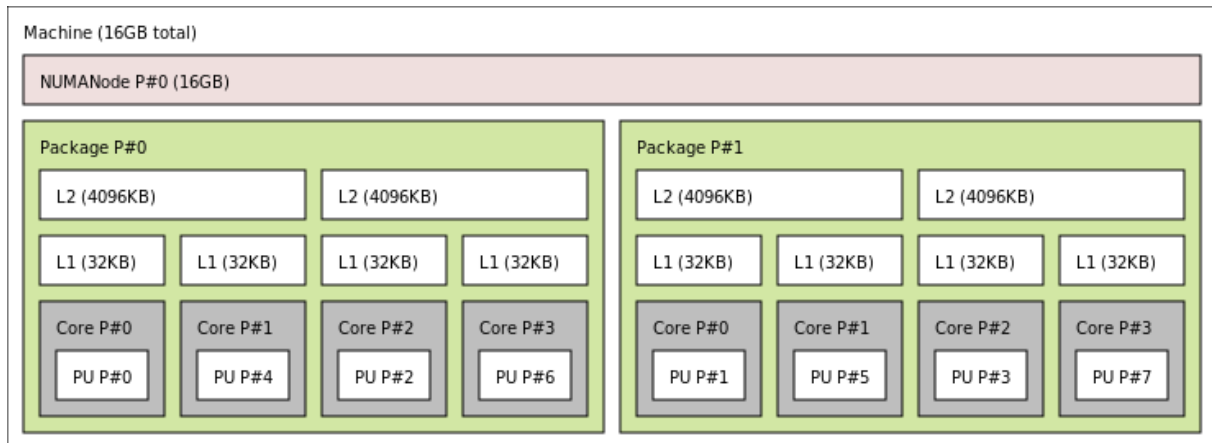 Machine (16GB total)
NUMANode P#0 (16GB)
Package P#0
L2 (4096KB)
L2 (4096KB)
L1 (32KB)
L1 (32KB)
L1 (32KB)
L1 (32KB)
Core P#0
Core P#1
Core P#2
Core P#3
PU P#0
PU P#4
PU P#2
PU P#6
Package P#1
L2 (4096KB)
L2 (4096KB)
L1 (32KB)
L1 (32KB)
L1 (32KB)
L1 (32KB)
Core P#0
Core P#1
Core P#2
Core P#3
PU P#1
PU P#5
PU P#3
PU P#7